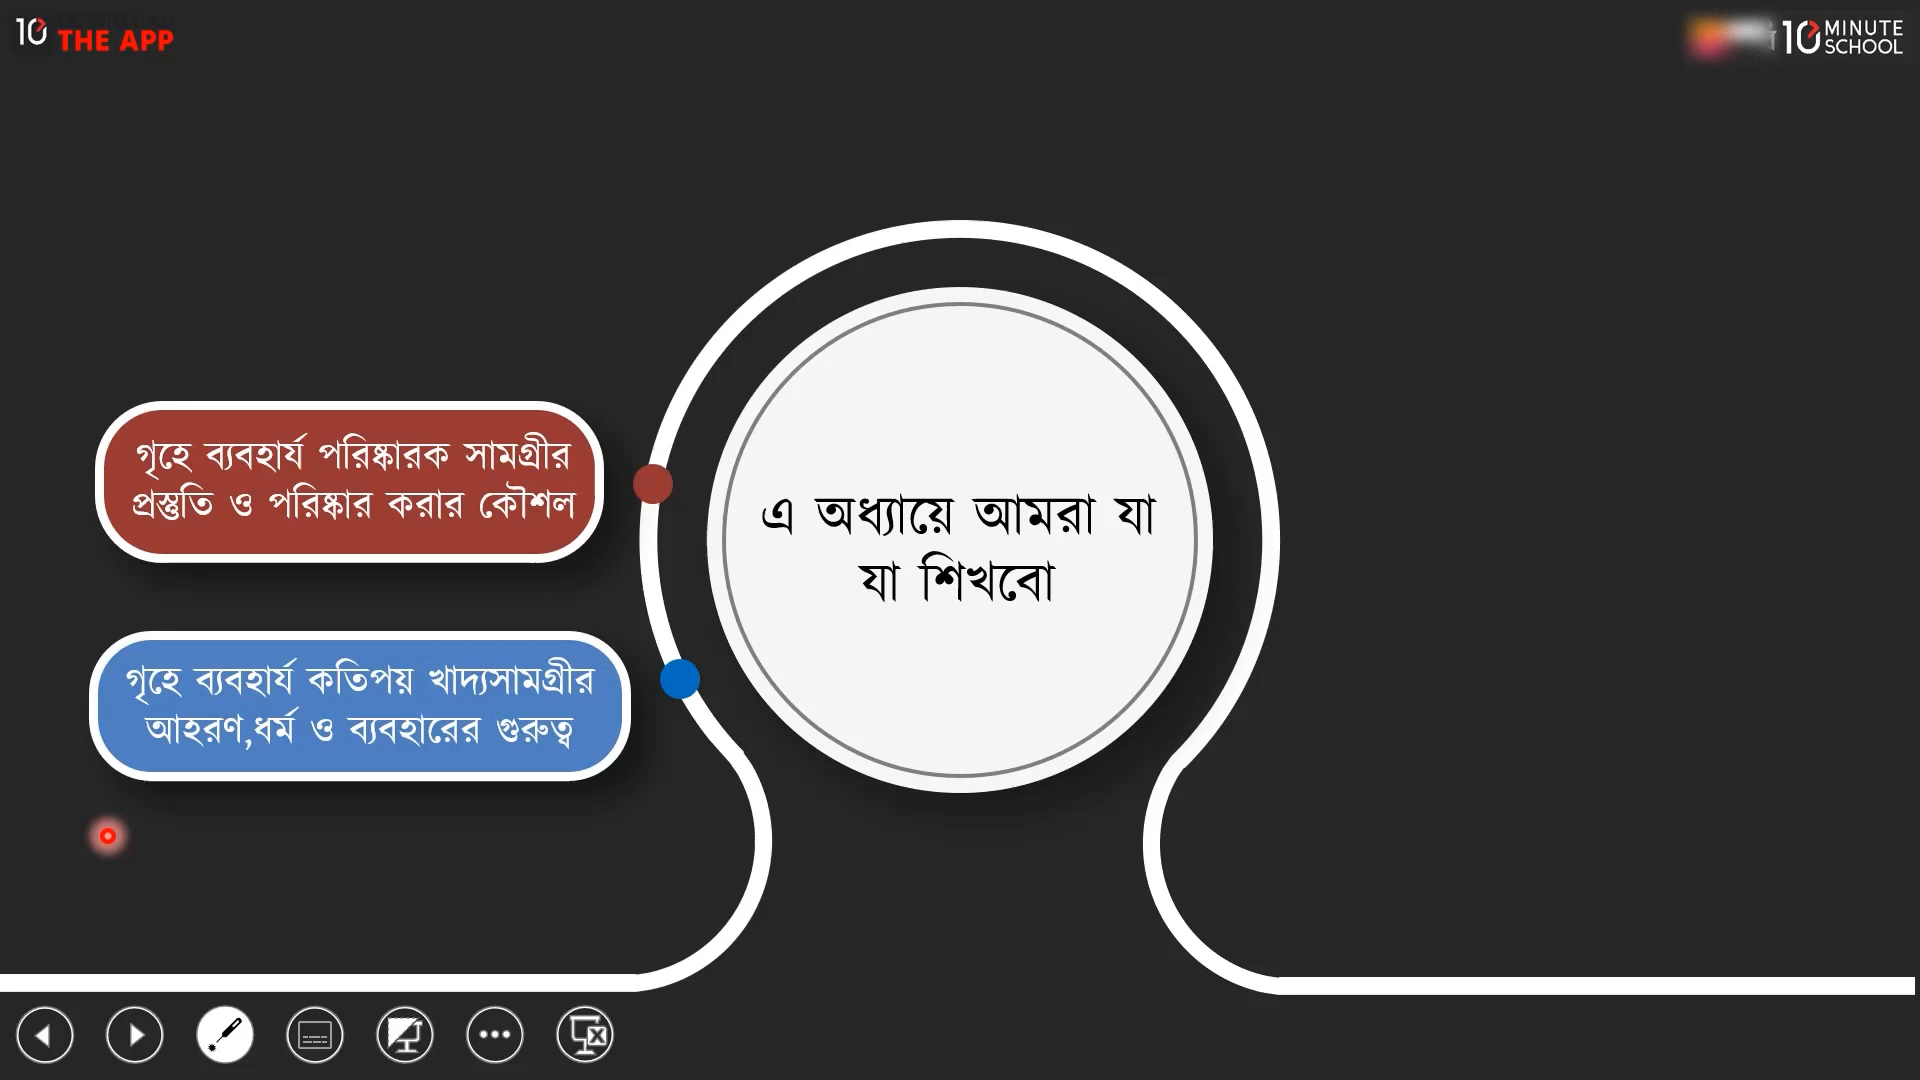 10 THE APP
10 MINUTE
SCHOOL
গৃহে ব্যবহার্য পরিষ্কারক সামগ্রীর
প্রস্তুতি ও পরিষ্কার করার কৌশল
এ অধ্যায়ে আমরা যা
যা শিখবো
গৃহে ব্যবহার্য কতিপয় খাদ্যসামগ্রীর
আহরণ,ধর্ম ও ব্যবহারের গুরুত্ব